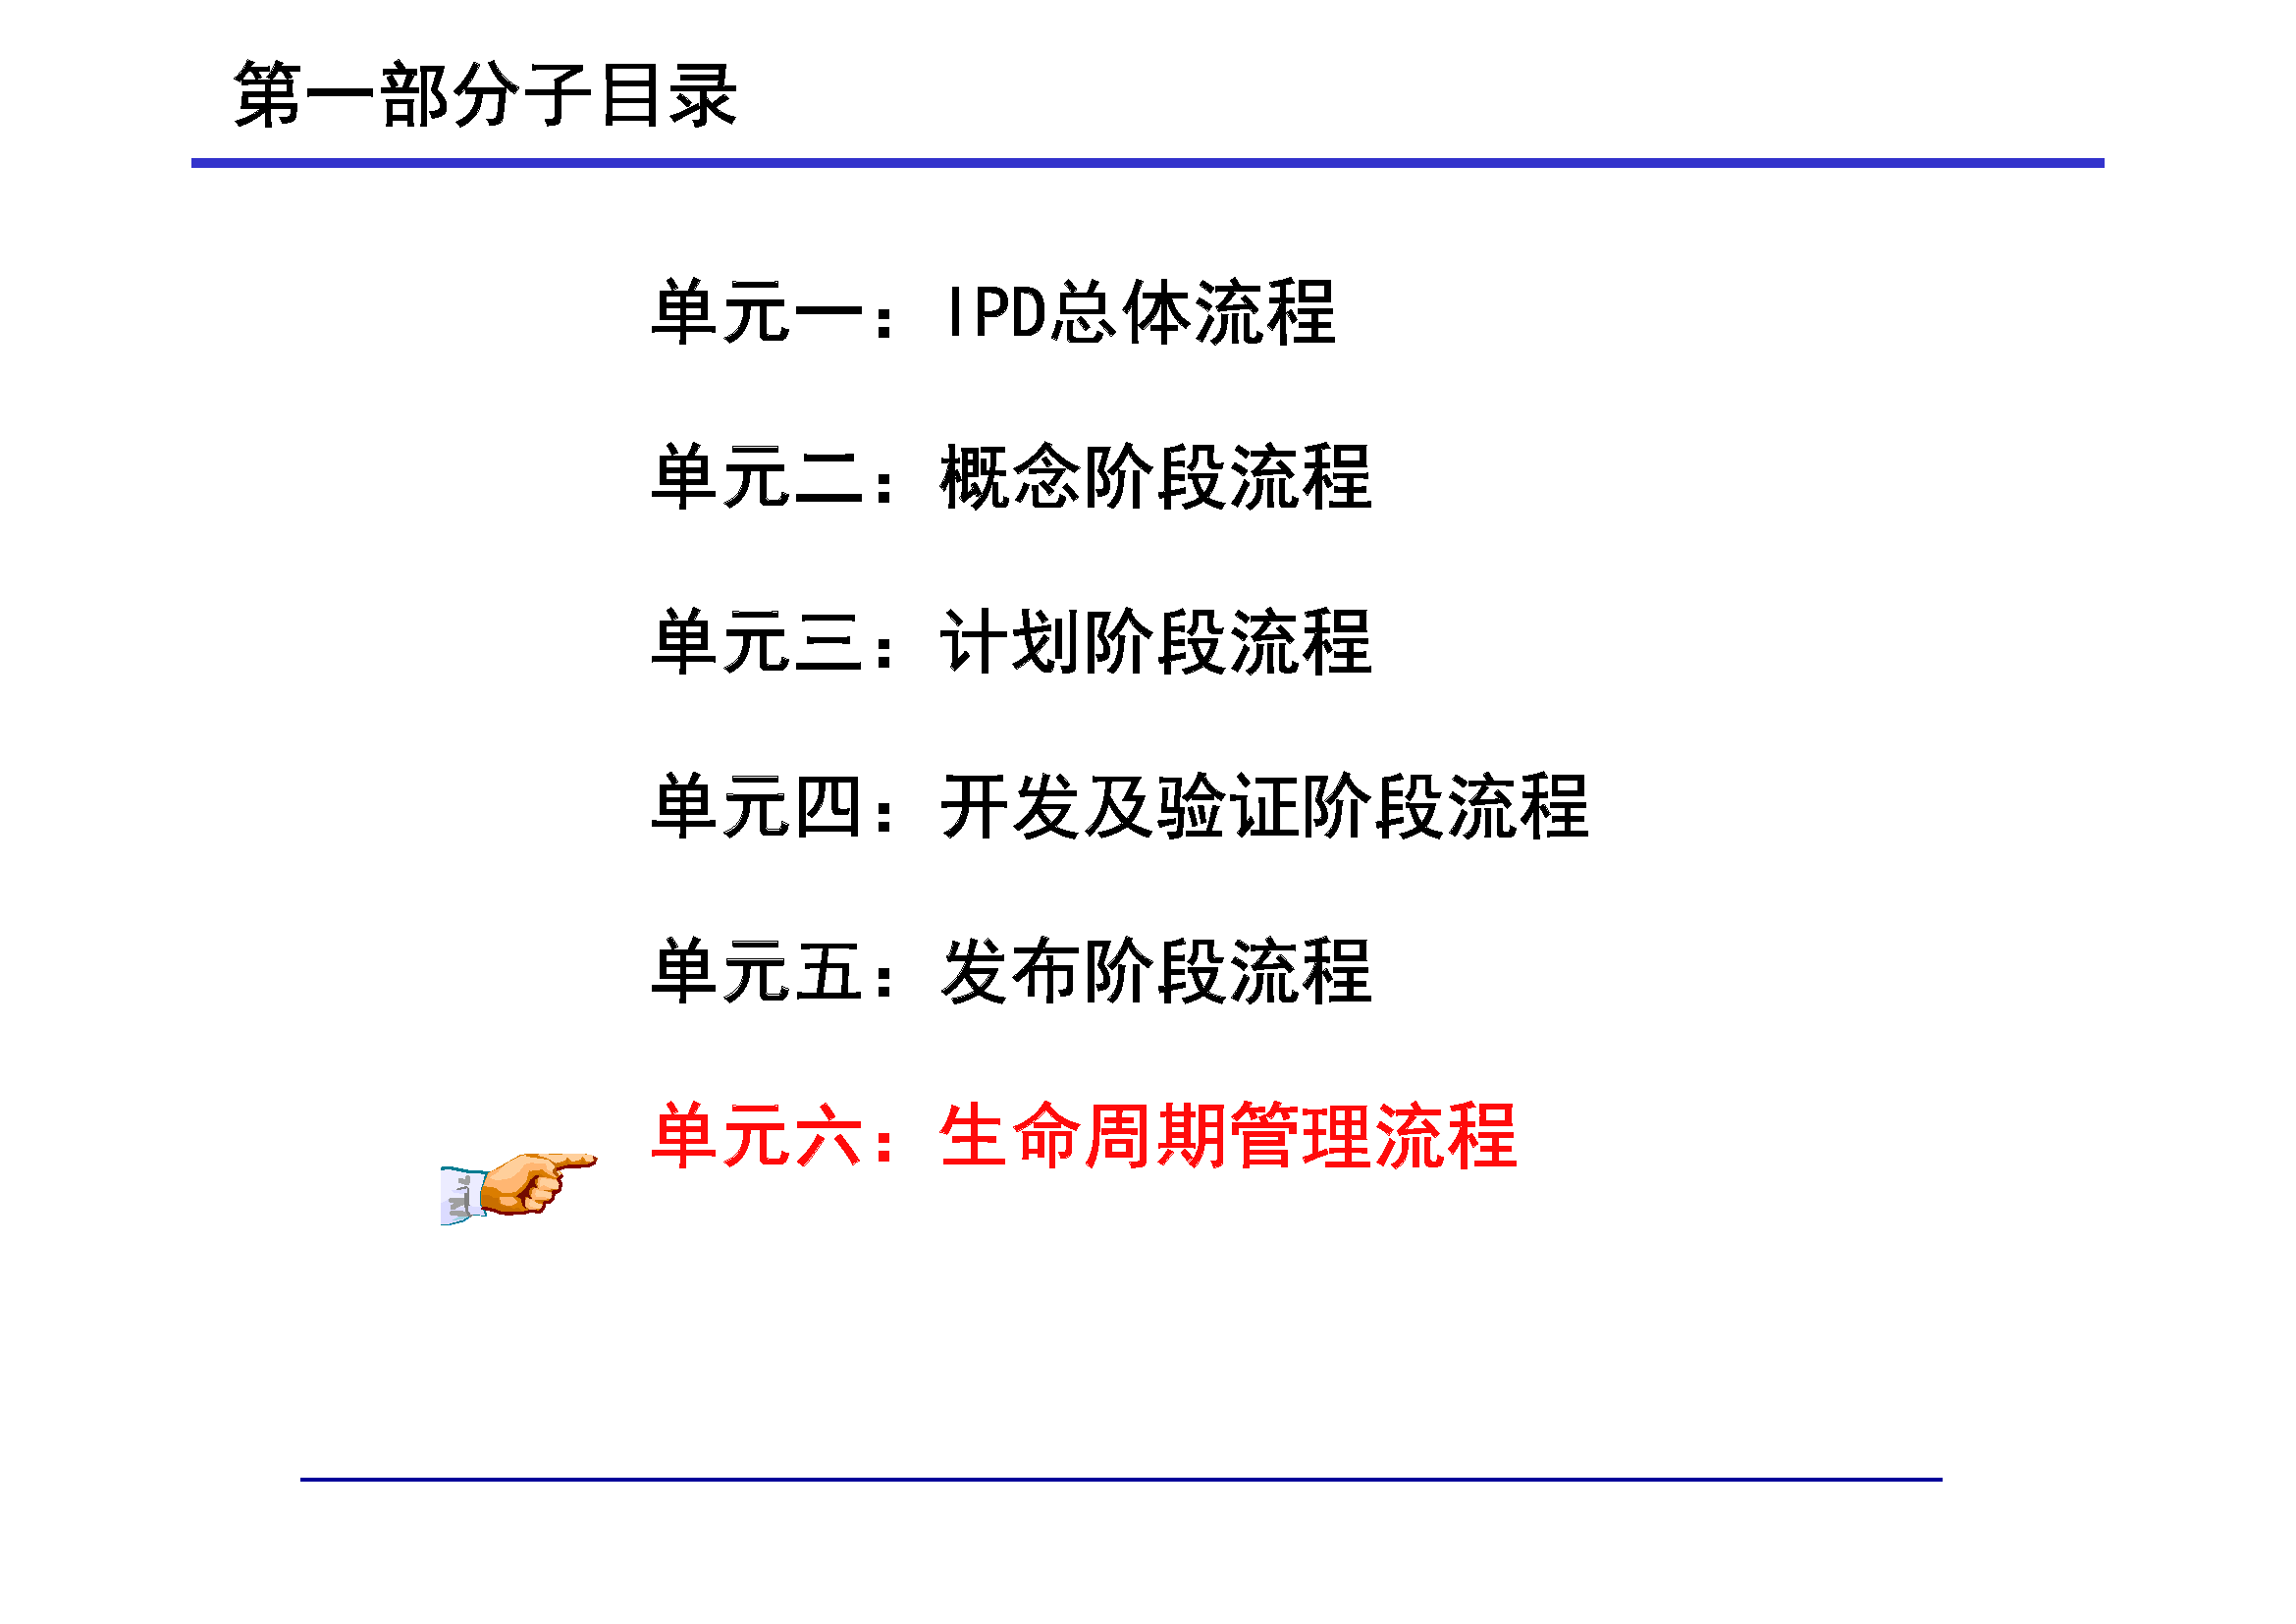 第一部分子目录
单元一：IPD总体流程
单元二：概念阶段流程
单元三：计划阶段流程
单元四：开发及验证阶段流程
单元五：发布阶段流程
单元六：生命周期管理流程